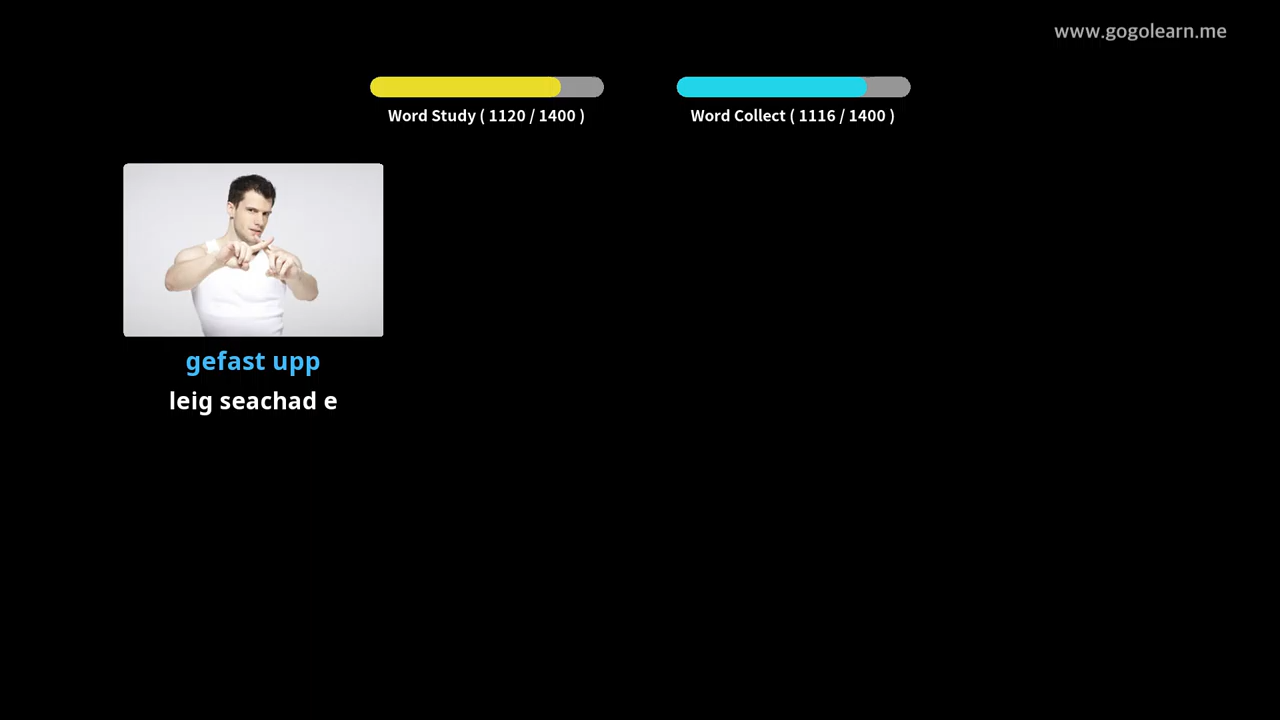 www.gogolearn.me
Word Study ( 1120 / 1400 )
Word Collect ( 1116 / 1400 )
gefast upp
leig seachad e